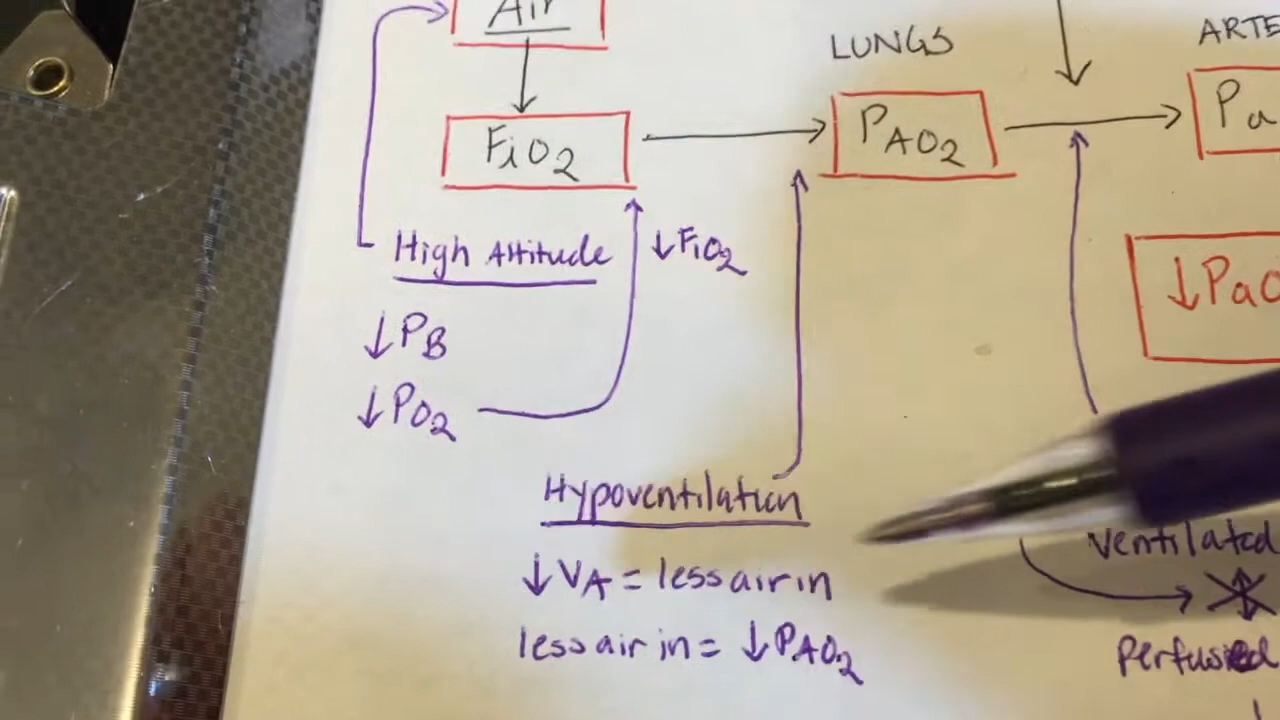 Air
LUNGS
FiO2
PAO2
Pa
High Altitude
↓FiO2
↓PB
↓PO2
↓Pa
Hypoventilation
↓VA = less air in
less air in = ↓PAO2
ventilated
Perfused